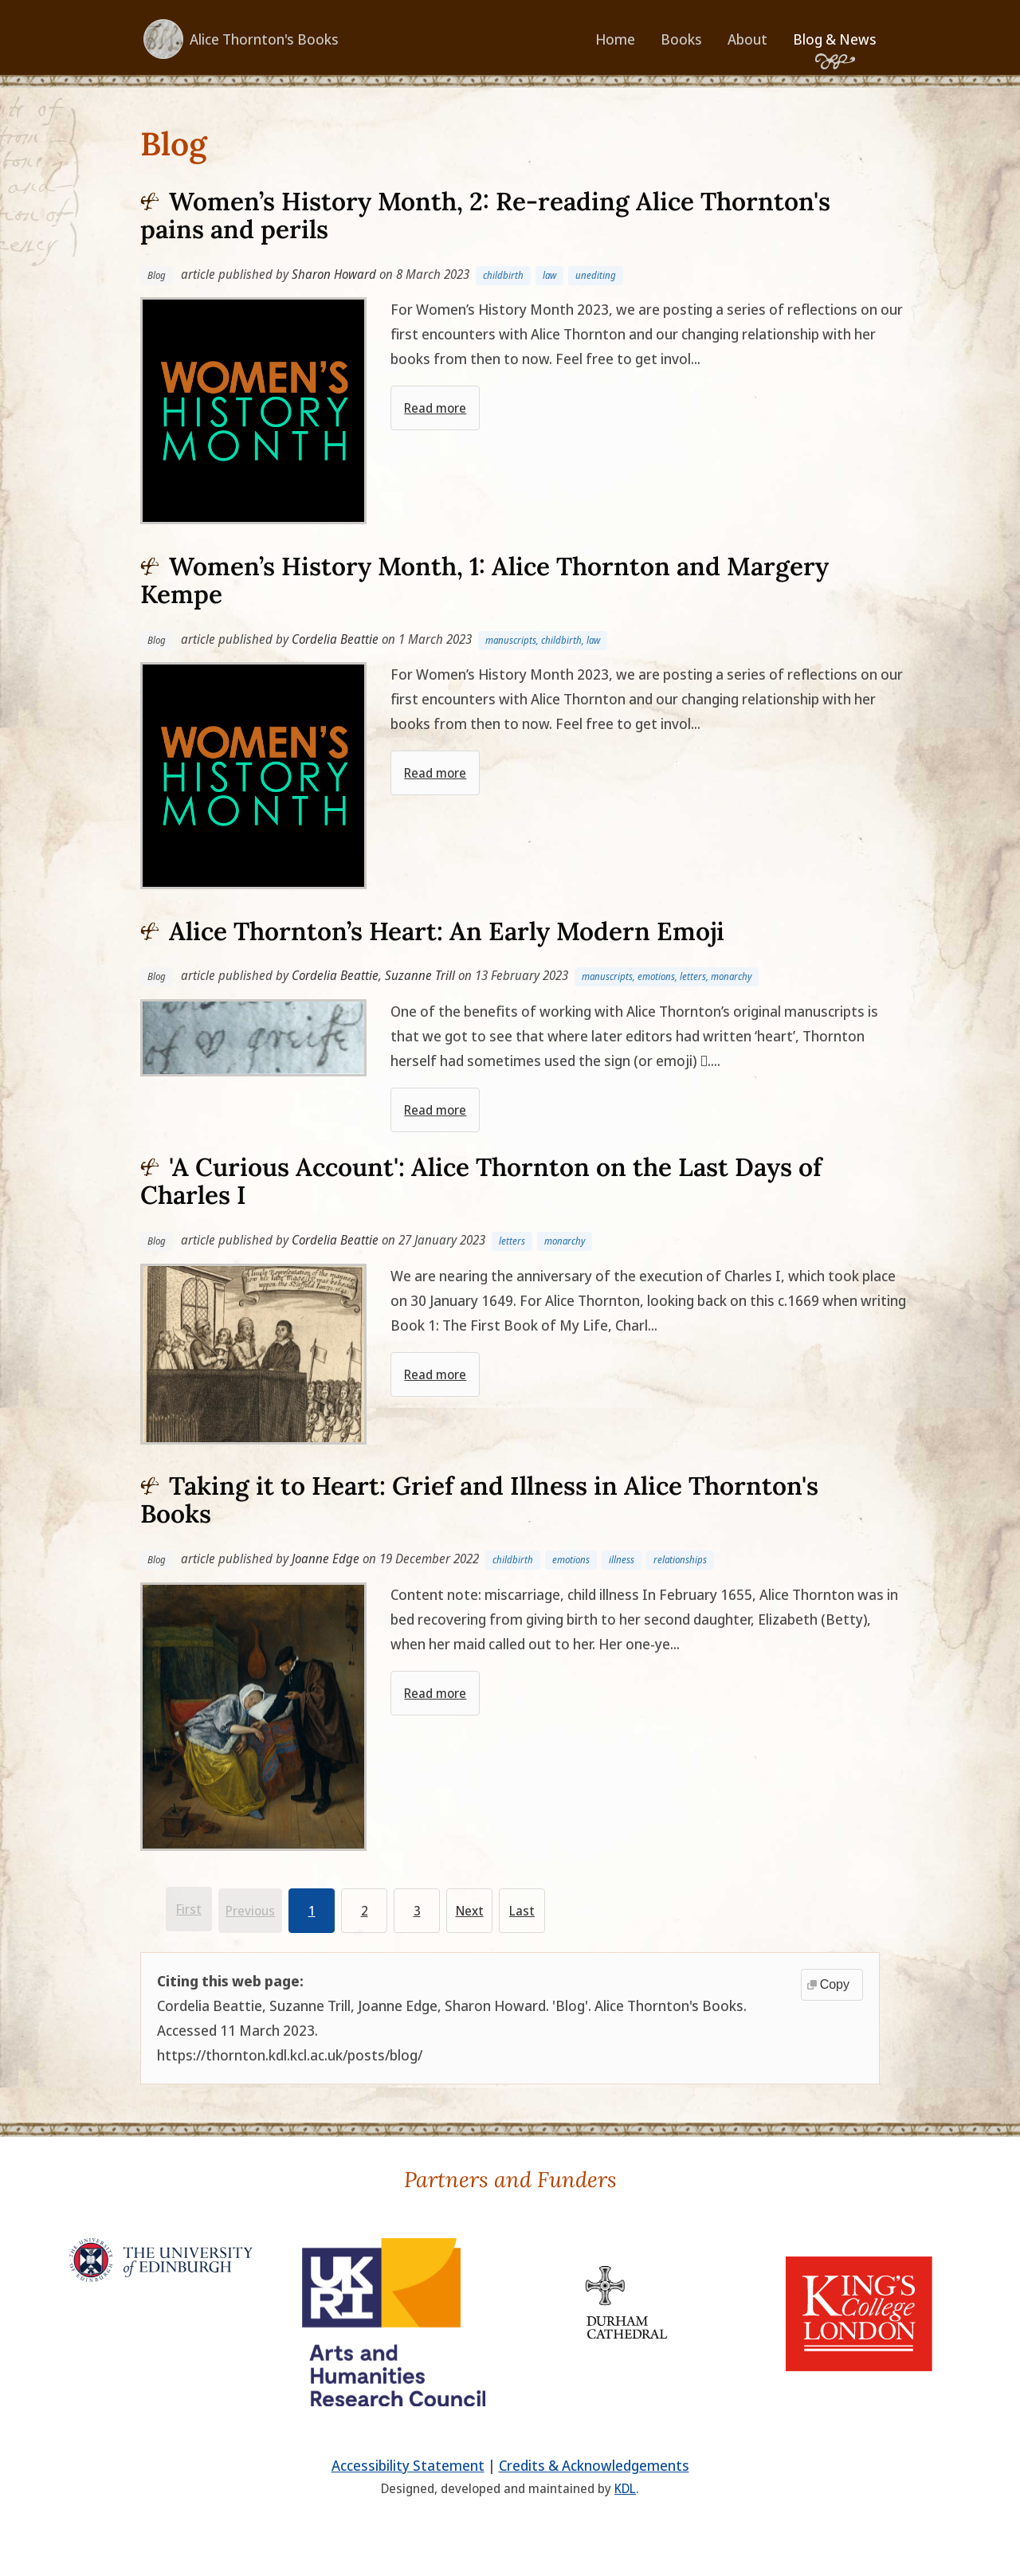 Alice Thornton's Books
Home
Books
About
Blog & News
Blog
Women’s History Month, 2: Re-reading Alice Thornton's
pains and perils
Blog article published by Sharon Howard on 8 March 2023 childbirth law unediting
WOMEN'S
HISTORY
MONTH
For Women’s History Month 2023, we are posting a series of reflections on our
first encounters with Alice Thornton and our changing relationship with her
books from then to now. Feel free to get invol...
Read more
Women’s History Month, 1: Alice Thornton and Margery
Kempe
Blog article published by Cordelia Beattie on 1 March 2023 manuscripts, childbirth, law
WOMEN'S
HISTORY
MONTH
For Women’s History Month 2023, we are posting a series of reflections on our
first encounters with Alice Thornton and our changing relationship with her
books from then to now. Feel free to get invol...
Read more
Alice Thornton’s Heart: An Early Modern Emoji
Blog article published by Cordelia Beattie, Suzanne Trill on 13 February 2023 manuscripts, emotions, letters, monarchy
of ♡ griefe
One of the benefits of working with Alice Thornton’s original manuscripts is
that we got to see that where later editors had written ‘heart’, Thornton
herself had sometimes used the sign (or emoji) ▯....
Read more
'A Curious Account': Alice Thornton on the Last Days of
Charles I
Blog article published by Cordelia Beattie on 27 January 2023 letters monarchy
We are nearing the anniversary of the execution of Charles I, which took place
on 30 January 1649. For Alice Thornton, looking back on this c.1669 when writing
Book 1: The First Book of My Life, Charl...
Read more
Taking it to Heart: Grief and Illness in Alice Thornton's
Books
Blog article published by Joanne Edge on 19 December 2022 childbirth emotions illness relationships
Content note: miscarriage, child illness In February 1655, Alice Thornton was in
bed recovering from giving birth to her second daughter, Elizabeth (Betty),
when her maid called out to her. Her one-ye...
Read more
First Previous 1 2 3 Next Last
Citing this web page:
Copy
Cordelia Beattie, Suzanne Trill, Joanne Edge, Sharon Howard. 'Blog'. Alice Thornton's Books.
Accessed 11 March 2023.
https://thornton.kdl.kcl.ac.uk/posts/blog/
Partners and Funders
THE UNIVERSITY
of EDINBURGH
UK
RI
Arts and
Humanities
Research Council
DURHAM
CATHEDRAL
KING'S
College
LONDON
Accessibility Statement | Credits & Acknowledgements
Designed, developed and maintained by KDL.